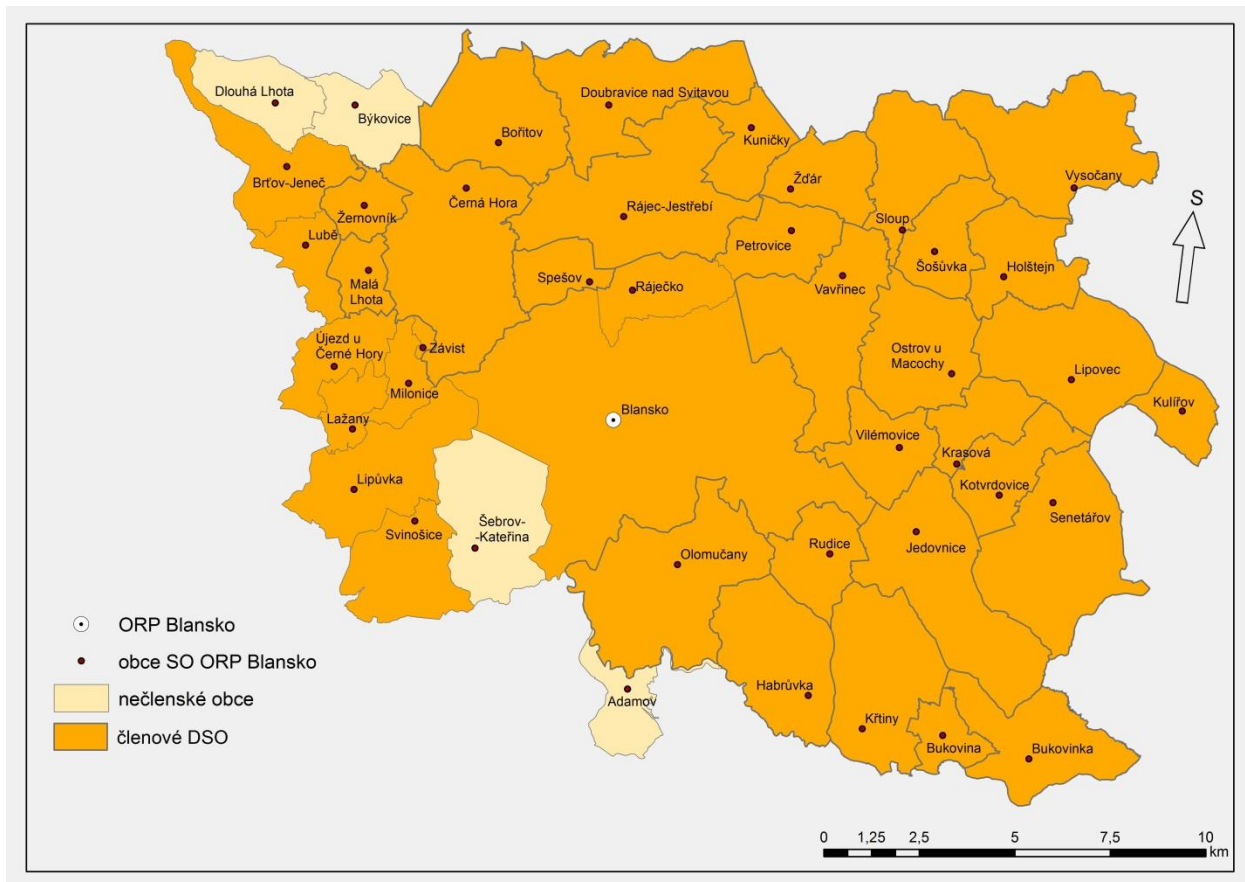 Dlouhá Lhota
Býkovice
Doubravice nad Svitavou
Kuničky
Bořitov
Brťov-Jeneč
Žernovník
Černá Hora
Rájec-Jestřebí
Žďár
Vysočany
S
Petrovice
Sloup
Šošůvka
Holštejn
Lubě
Malá
Lhota
Spešov
Ráječko
Vavřinec
Újezd u
Černé Hory
Závist
Milonice
Ostrov u
Macochy
Lipovec
Kulířov
Lažany
Blansko
Vilémovice
Krasová
Kotvrdovice
Senetářov
Lipůvka
Svinošice
Šebrov-
-Kateřina
Olomučany
Rudice
Jedovnice
Adamov
Habrůvka
Křtiny
Bukovina
Bukovinka
ORP Blansko
obce SO ORP Blansko
nečlenské obce
členové DSO
0 1,25 2,5 5 7,5 10
km